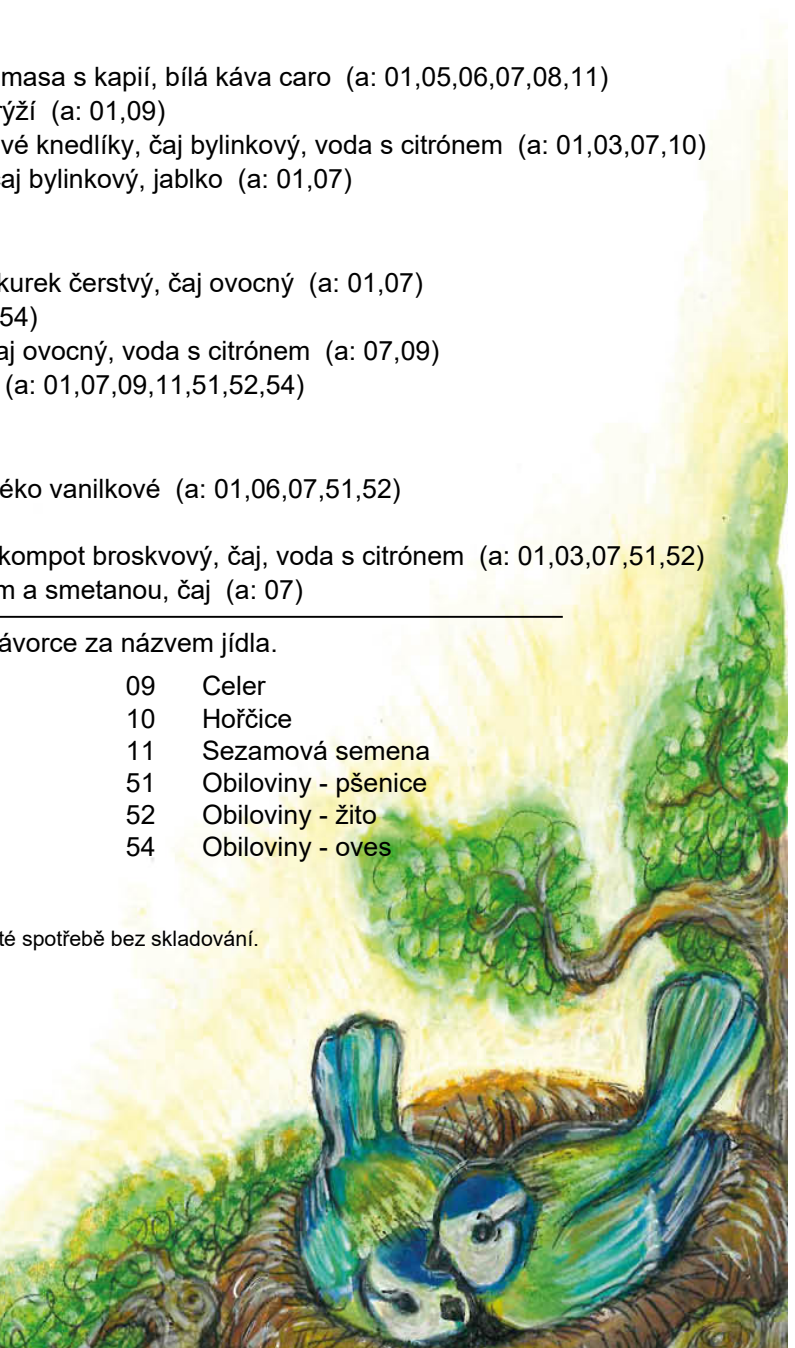 masa s kapií, bílá káva caro (a: 01,05,06,07,08,11)
rýží (a: 01,09)
vé knedlíky, čaj bylinkový, voda s citrónem (a: 01,03,07,10)
aj bylinkový, jablko (a: 01,07)
kurek čerstvý, čaj ovocný (a: 01,07)
54)
aj ovocný, voda s citrónem (a: 07,09)
(a: 01,07,09,11,51,52,54)
éko vanilkové (a: 01,06,07,51,52)
kompot broskvový, čaj, voda s citrónem (a: 01,03,07,51,52)
m a smetanou, čaj (a: 07)
ávorce za názvem jídla.
09 Celer
10 Hořčice
11 Sezamová semena
51 Obiloviny - pšenice
52 Obiloviny - žito
54 Obiloviny - oves
té spotřebě bez skladování.